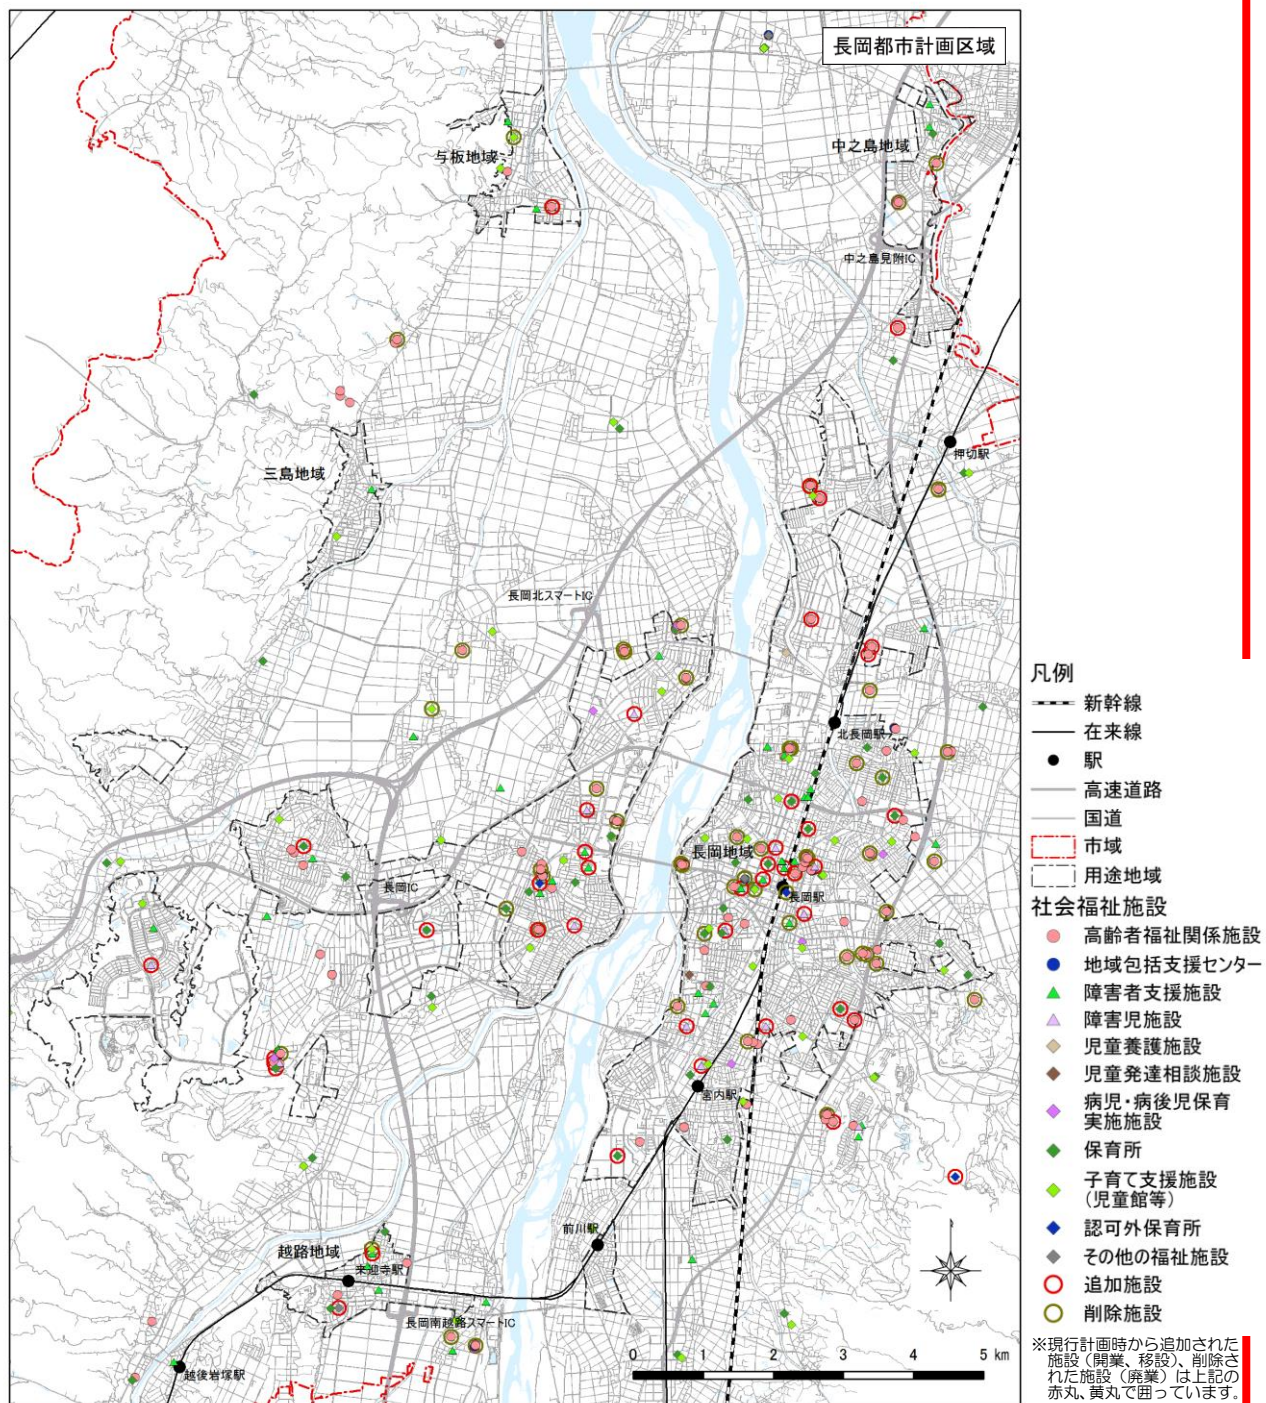 長岡都市計画区域
中之島地域
与板地域
中之島見附IC
押切駅
三島地域
長岡北スマートIC
北長岡駅
長岡地域
長岡IC
長岡駅
宮内駅
前川駅
越路地域
来迎寺駅
長岡南越路スマートIC
越後岩塚駅
0 1 2 3 4 5 km
凡例
新幹線
在来線
駅
高速道路
国道
市域
用途地域
社会福祉施設
高齢者福祉関係施設
地域包括支援センター
障害者支援施設
障害児施設
児童養護施設
児童発達相談施設
病児・病後児保育
実施施設
保育所
子育て支援施設
(児童館等)
認可外保育所
その他の福祉施設
追加施設
削除施設
※現行計画時から追加された
施設（開業、移設）、削除さ
れた施設（廃業）は上記の
赤丸、黄丸で囲っています。